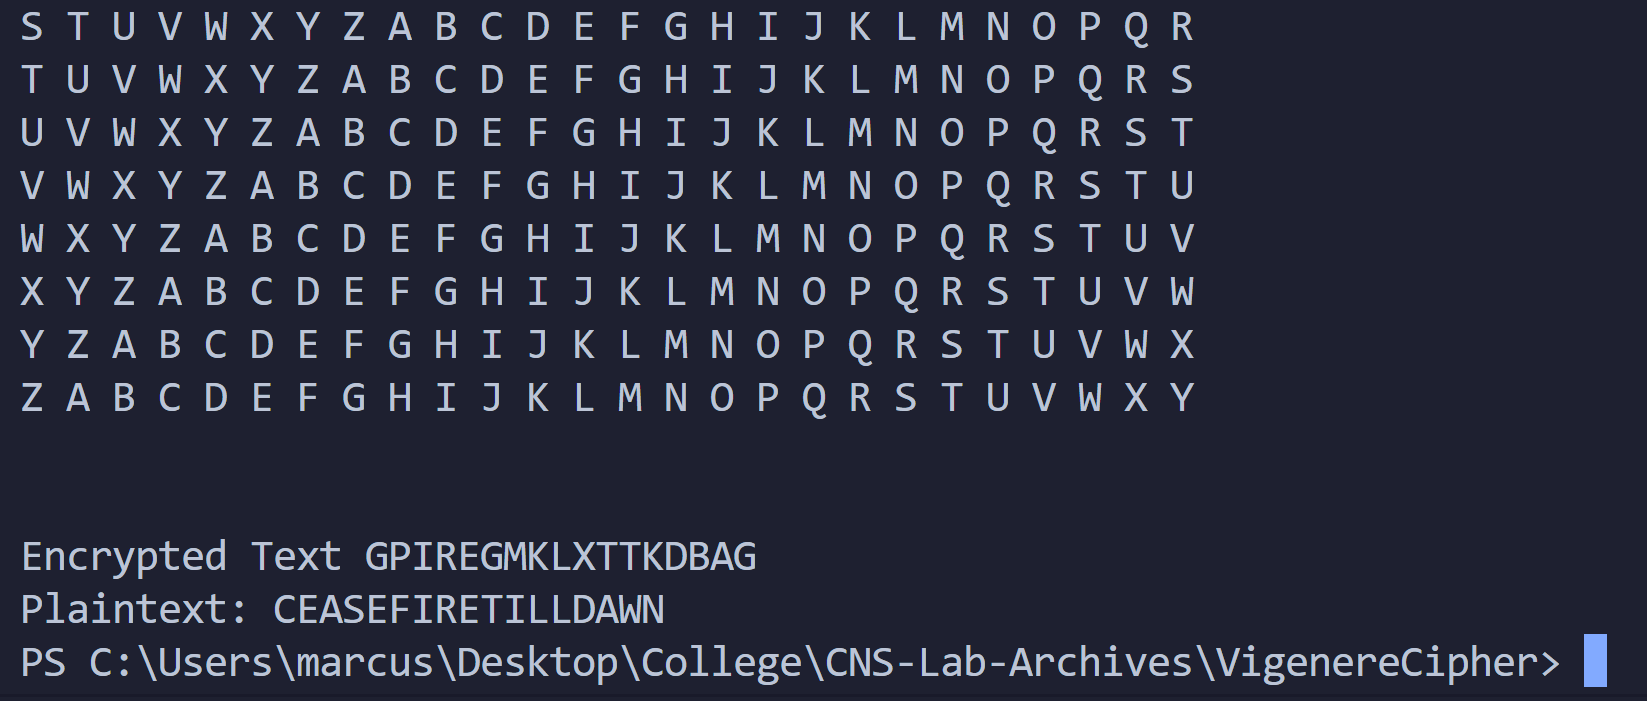 S T U V W X Y Z A B C D E F G H I J K L M N O P Q R
T U V W X Y Z A B C D E F G H I J K L M N O P Q R S
U V W X Y Z A B C D E F G H I J K L M N O P Q R S T
V W X Y Z A B C D E F G H I J K L M N O P Q R S T U
W X Y Z A B C D E F G H I J K L M N O P Q R S T U V
X Y Z A B C D E F G H I J K L M N O P Q R S T U V W
Y Z A B C D E F G H I J K L M N O P Q R S T U V W X
Z A B C D E F G H I J K L M N O P Q R S T U V W X Y
Encrypted Text GPIREGMKLXTTKDBAG
Plaintext: CEASEFIRETILLDAWN
PS C:\Users\marcus\Desktop\College\CNS-Lab-Archives\VigenereCipher>